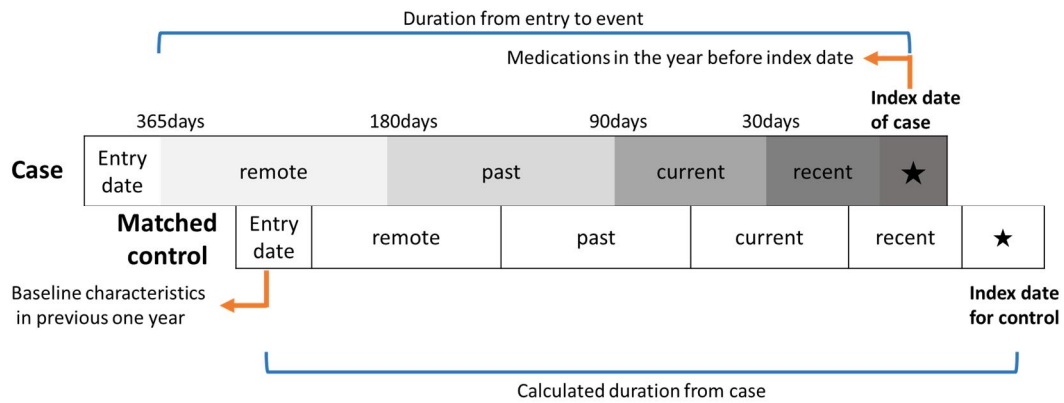 Duration from entry to event
Medications in the year before index date
Index date
of case
365days
180days
90days
30days
Case
Entry
date
remote
past
current
recent
Matched
control
Entry
date
remote
past
current
recent
Baseline characteristics
in previous one year
Index date
for control
Calculated duration from case